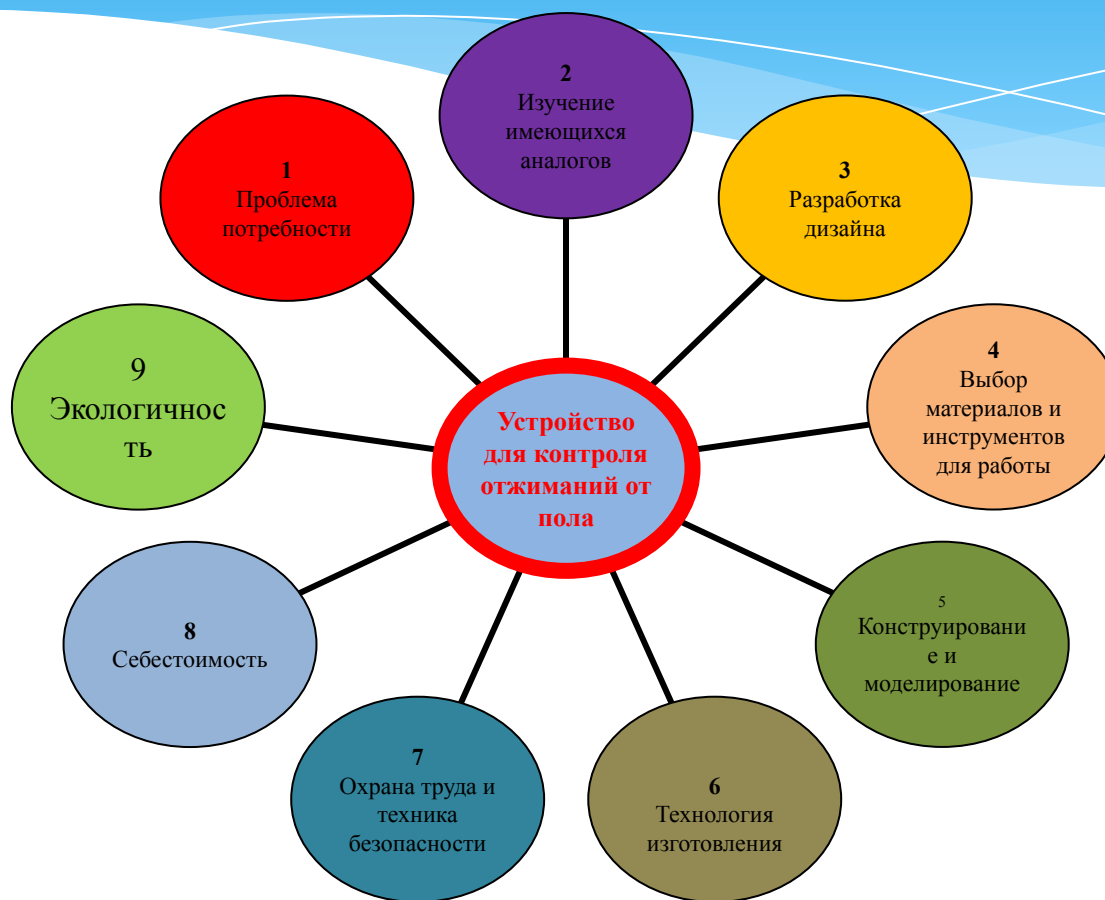 1
Проблема
потребности
2
Изучение
имеющихся
аналогов
3
Разработка
дизайна
4
Выбор
материалов и
инструментов
для работы
5
Конструировани
е и
моделирование
6
Технология
изготовления
7
Охрана труда и
техника
безопасности
8
Себестоимость
9
Экологичнос
ть
Устройство
для контроля
отжиманий от
пола